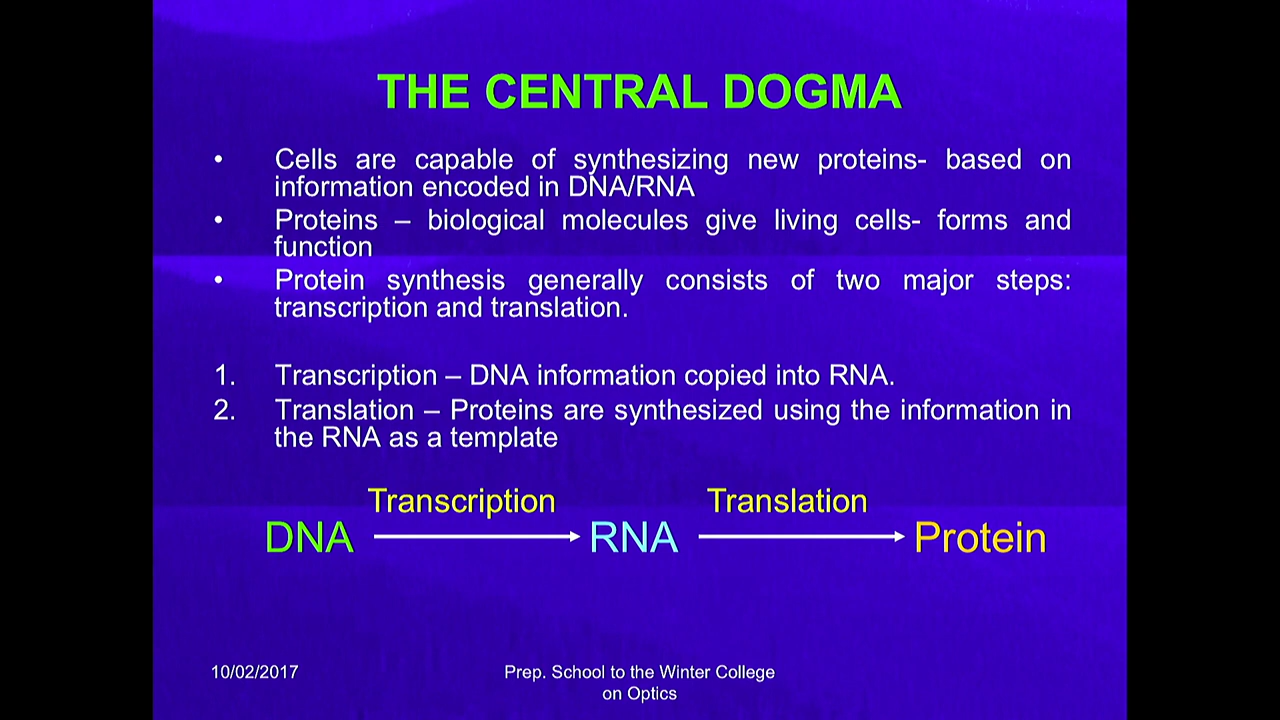 THE CENTRAL DOGMA
• Cells are capable of synthesizing new proteins- based on
information encoded in DNA/RNA
• Proteins – biological molecules give living cells- forms and
function
• Protein synthesis generally consists of two major steps:
transcription and translation.
1. Transcription – DNA information copied into RNA.
2. Translation – Proteins are synthesized using the information in
the RNA as a template
Transcription Translation
DNA RNA Protein
10/02/2017 Prep. School to the Winter College
on Optics